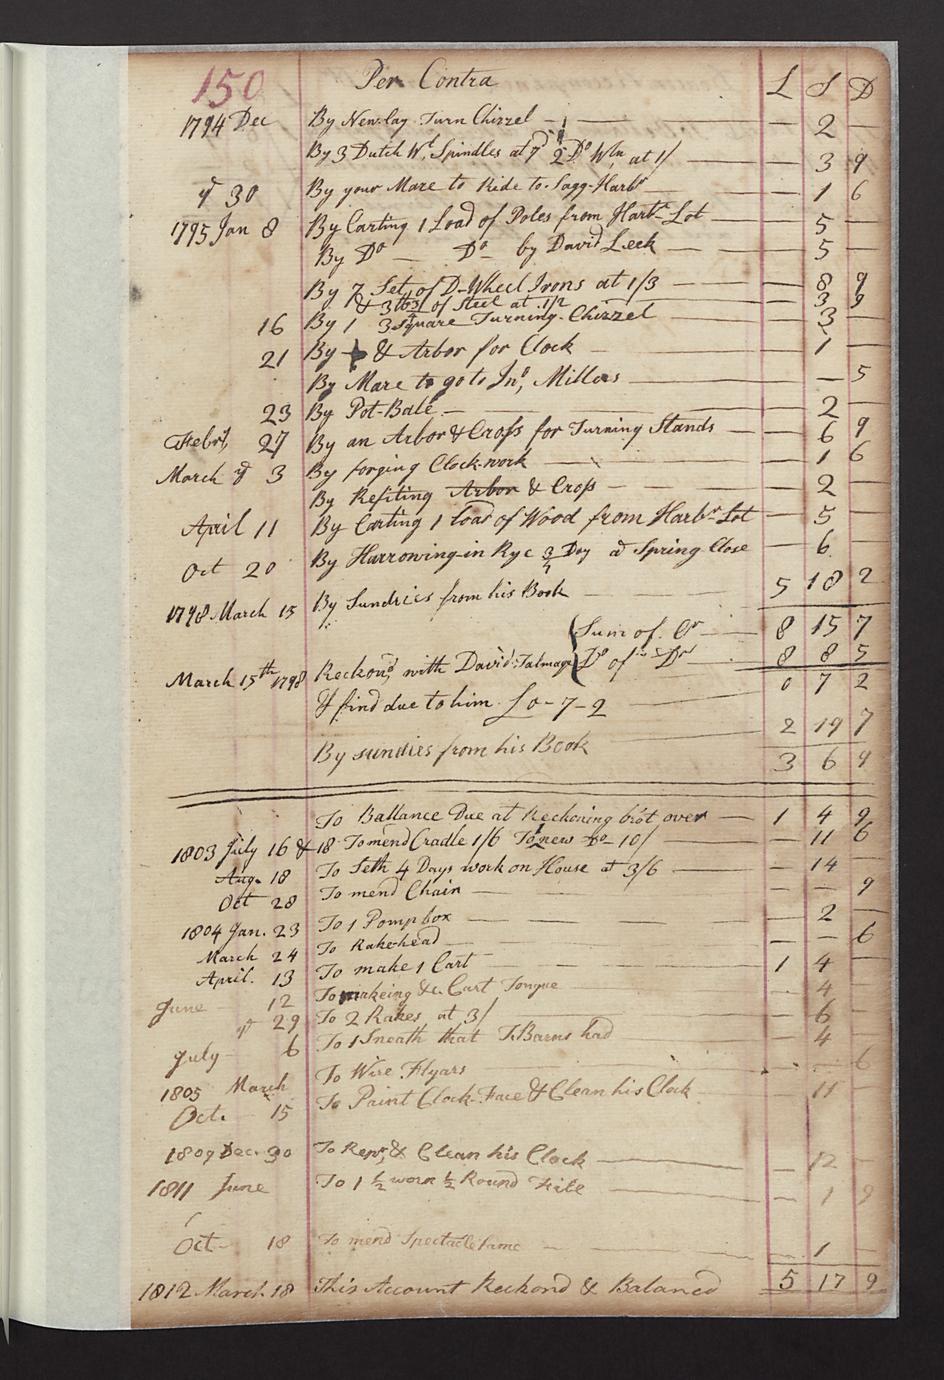 150 Per Contra L S D
1794 Dec By New-lay Turn Chizzel — — 2 —
By 3 Dutch Wl. Spindles at 9d 2 Do Wln at 1/ — 3 9
yd 30 By your Mare to Ride to Sagg-Harbr — 1 6
1795 Jan 8 By Carting 1 Load of Poles from Harbr Lot — 5 —
By Do — Do — by David Leek — 5 —
By 7 Set, of D-Wheel Irons at 1/3 — 8 9
& 3 lbs of Steel at 1/2 — 3 9
16 By 1 3 Square Turning-Chizzel — 3 —
21 By & Arbor for Clock — 1 —
By Mare to go to Jno, Millers — — 5
23 By Pot-Bale — — 2 —
Febry, 27 By an Arbor & Cross for Turning Stands — 6 9
March yd 3 By forging Clock-work — 1 6
By Refiting Arbor & Cross — — 2 —
April 11 By Carting 1 load of Wood from Harbr Lot — 5 —
Oct 20 By Harrowing-in Rye 3/4 Day at Spring Close — 6 —
1798 March 15 By Sundries from his Book — 5 18 2
Sum of. Cr — 8 15 7
March 15th 1798 Reckond, with David Talmage Do of — Dr 8 8 5
& find due to him £0-7-2 — 0 7 2
2 19 7
By sundies from his Book 3 6 9
To Ballance Due at Reckoning brot over — 1 4 9
1803 July 16 & 18 To mend Cradle 1/6 To new Do 10/ — 11 6
Aug. 18 To Seth 4 Days work on House at 3/6 — 14 —
Oct 28 To mend Chain — — — 9
1804 Jan. 23 To 1 Pomp box — — 2 —
March 24 To Rakehead — — — 6
April. 13 To make 1 Cart — 1 4 —
June 12 To makeing &c. Cart Tongue — 4 —
yd 29 To 2 Rakes at 3/ — 6 —
July 6 To 1 Sneath that T. Barns had — 4 —
1805 March To Wire Flyars — — — 6
Oct. 15 To Paint Clock-Face & Clean his Clock — 11
1809 Dec. 30 To Repr, & Clean his Clock — — 12 —
1811 June To 1 1/2 worn 1/2 Round File — — 1 9
Oct — 18 To mend Spectacle — — 1 —
1812 March 18 This Account Reckond & Balancd 5 17 9